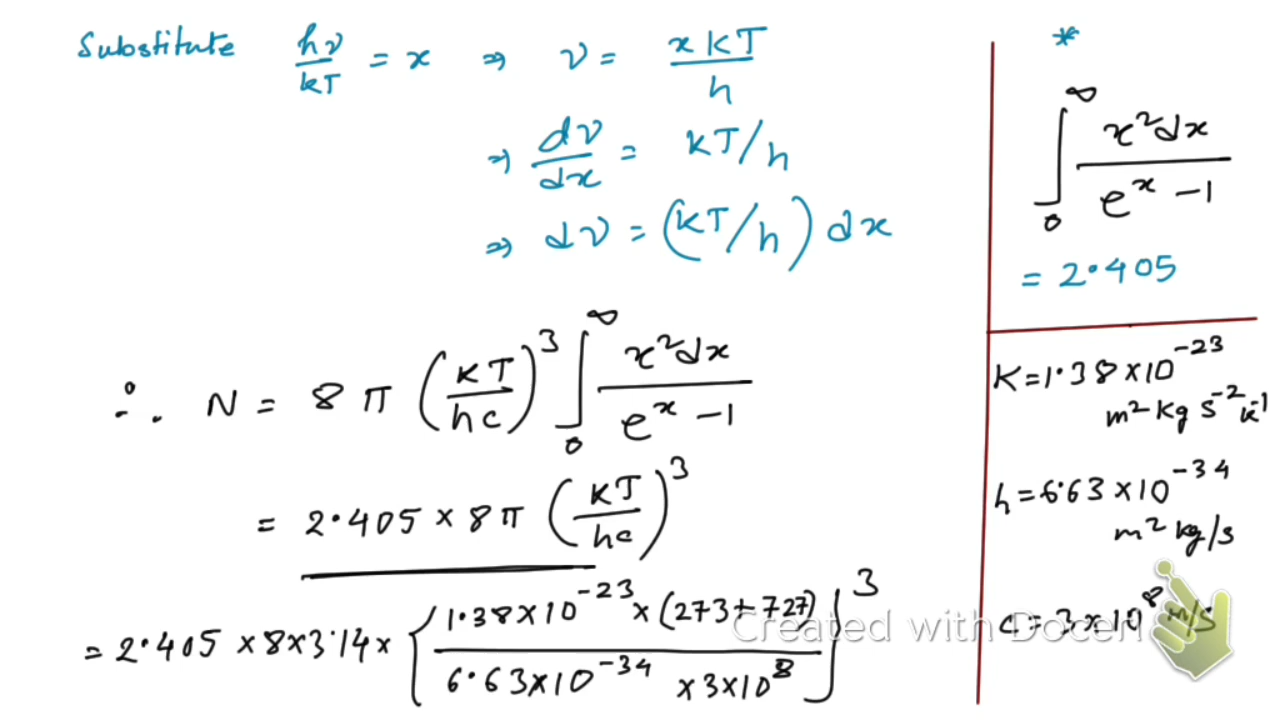 Substitute hν/kT = x ⇒ ν = xkT/h
⇒ dν/dx = kT/h
⇒ dν = (kT/h) dx
∴ N = 8π (kT/hc)³ ∫₀^∞ x²dx/(eˣ − 1)
= 2.405 × 8π (kT/hc)³
= 2.405 × 8 × 3.14 × {1.38 × 10⁻²³ × (273 + 727) / 6.63 × 10⁻³⁴ × 3 × 10⁸}³
*
∫₀^∞ x²dx/(eˣ − 1)
= 2.405
K = 1.38 × 10⁻²³
m² kg s⁻² k⁻¹
h = 6.63 × 10⁻³⁴
m² kg/s
c = 3 × 10⁸ m/s
Created with Doceri